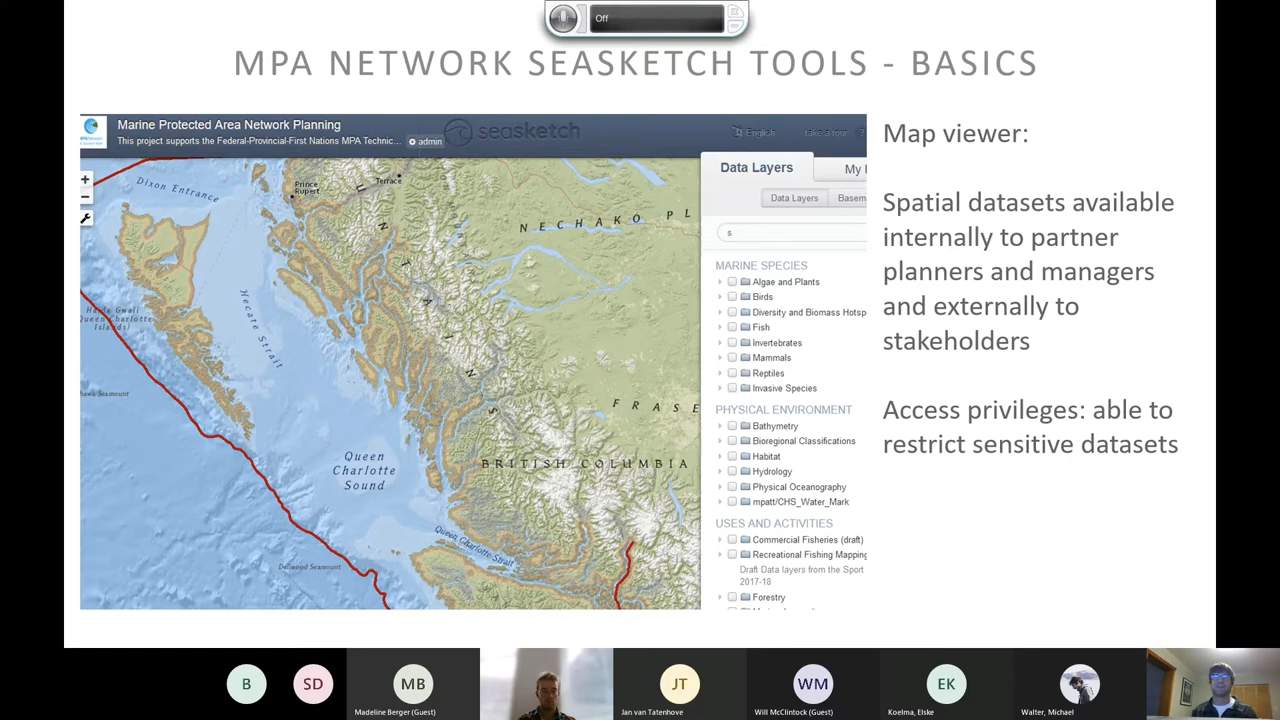 Off
MPA NETWORK SEASKETCH TOOLS - BASICS
Marine Protected Area Network Planning
This project supports the Federal-Provincial-First Nations MPA Technic...
admin
seasketch
English
take a tour
?
Data Layers
My
Data Layers
Basem
s
MARINE SPECIES
Algae and Plants
Birds
Diversity and Biomass Hotsp
Fish
Invertebrates
Mammals
Reptiles
Invasive Species
PHYSICAL ENVIRONMENT
Bathymetry
Bioregional Classifications
Habitat
Hydrology
Physical Oceanography
mpatt/CHS_Water_Mark
USES AND ACTIVITIES
Commercial Fisheries (draft)
Recreational Fishing Mapping
Draft Data layers from the Sport
2017-18
Forestry
+
−
Dixon Entrance
Prince
Rupert
Terrace
NECHAKO PL
UNTAINS
Hecate Strait
Haida Gwaii
(Queen Charlotte
Islands)
Seamount
FRASE
Queen
Charlotte
Sound
BRITISH COLUMBIA
Queen Charlotte Strait
Dellwood Seamount
Map viewer:
Spatial datasets available
internally to partner
planners and managers
and externally to
stakeholders
Access privileges: able to
restrict sensitive datasets
B
SD
MB
Madeline Berger (Guest)
JT
Jan van Tatenhove
WM
Will McClintock (Guest)
EK
Koelma, Elske
Walter, Michael